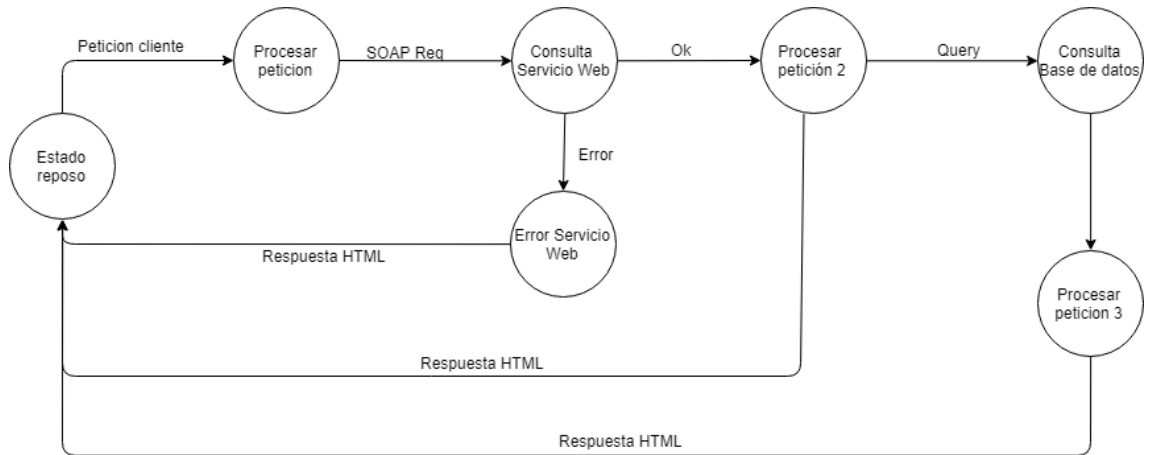 Peticion cliente
Procesar
peticion
SOAP Req
Consulta
Servicio Web
Ok
Procesar
petición 2
Query
Consulta
Base de datos
Estado
reposo
Error
Error Servicio
Web
Respuesta HTML
Procesar
peticion 3
Respuesta HTML
Respuesta HTML